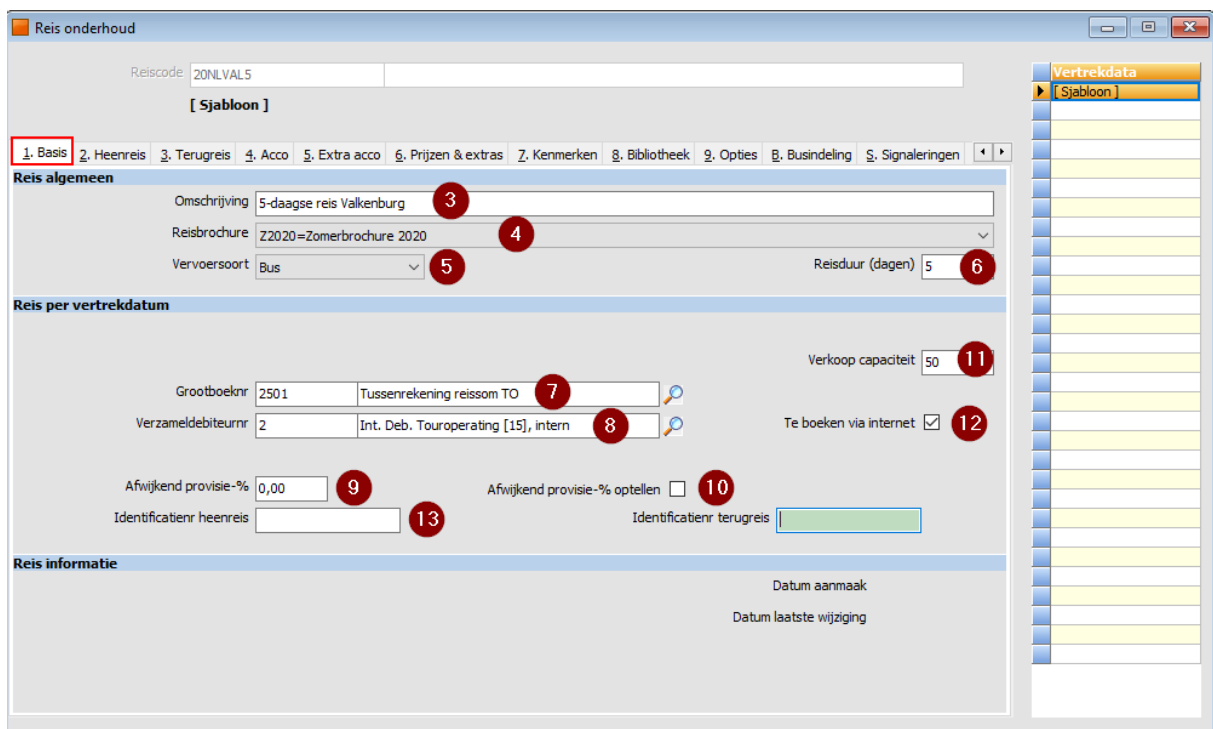 Reis onderhoud
Reiscode 20NLVAL5
[ Sjabloon ]
Vertrekdata
[ Sjabloon ]
1. Basis 2. Heenreis 3. Terugreis 4. Acco 5. Extra acco 6. Prijzen & extras 7. Kenmerken 8. Bibliotheek 9. Opties B. Busindeling S. Signaleringen
Reis algemeen
Omschrijving 5-daagse reis Valkenburg 3
Reisbrochure Z2020=Zomerbrochure 2020 4
Vervoersoort Bus 5 Reisduur (dagen) 5 6
Reis per vertrekdatum
Verkoop capaciteit 50 11
Grootboeknr 2501 Tussenrekening reissom TO 7
Verzameldebiteurnr 2 Int. Deb. Touroperating [15], intern 8 Te boeken via internet 12
Afwijkend provisie-% 0,00 9 Afwijkend provisie-% optellen 10
Identificatienr heenreis 13 Identificatienr terugreis
Reis informatie
Datum aanmaak
Datum laatste wijziging